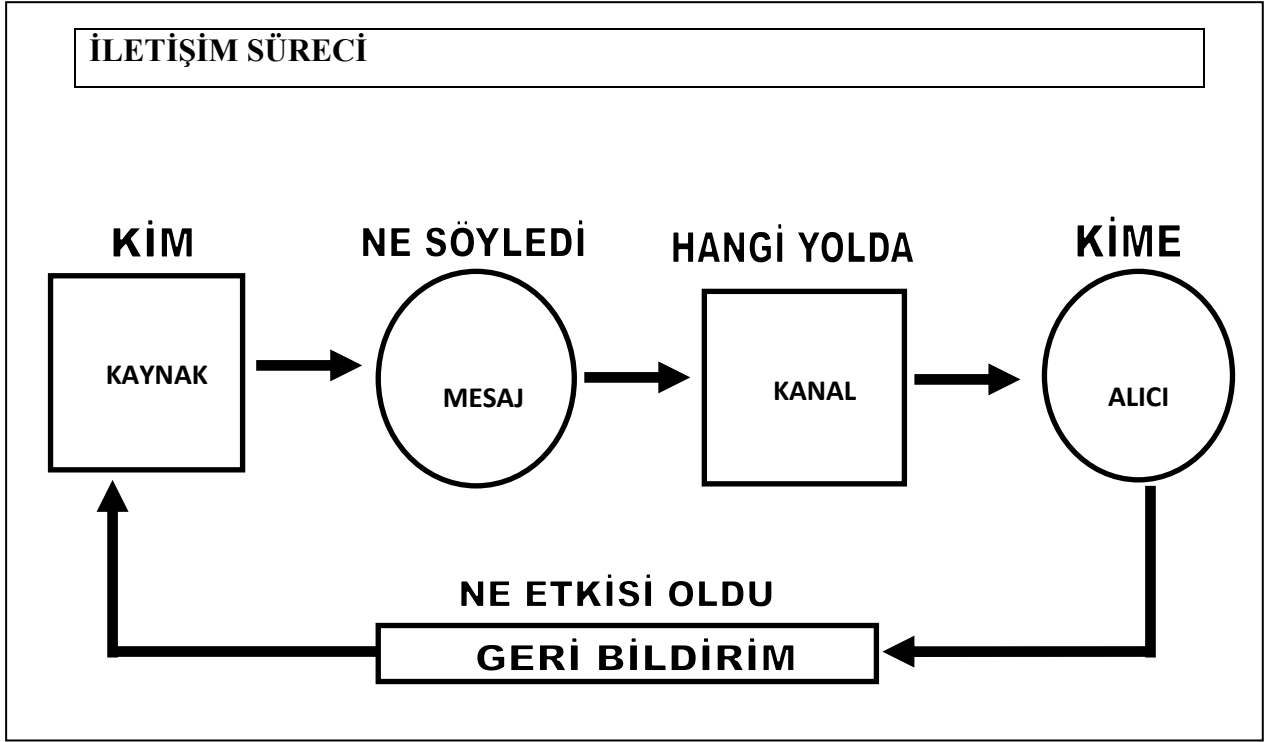 İLETİŞİM SÜRECİ
KİM
NE SÖYLEDİ
HANGİ YOLDA
KİME
KAYNAK
MESAJ
KANAL
ALICI
NE ETKİSİ OLDU
GERİ BİLDİRİM